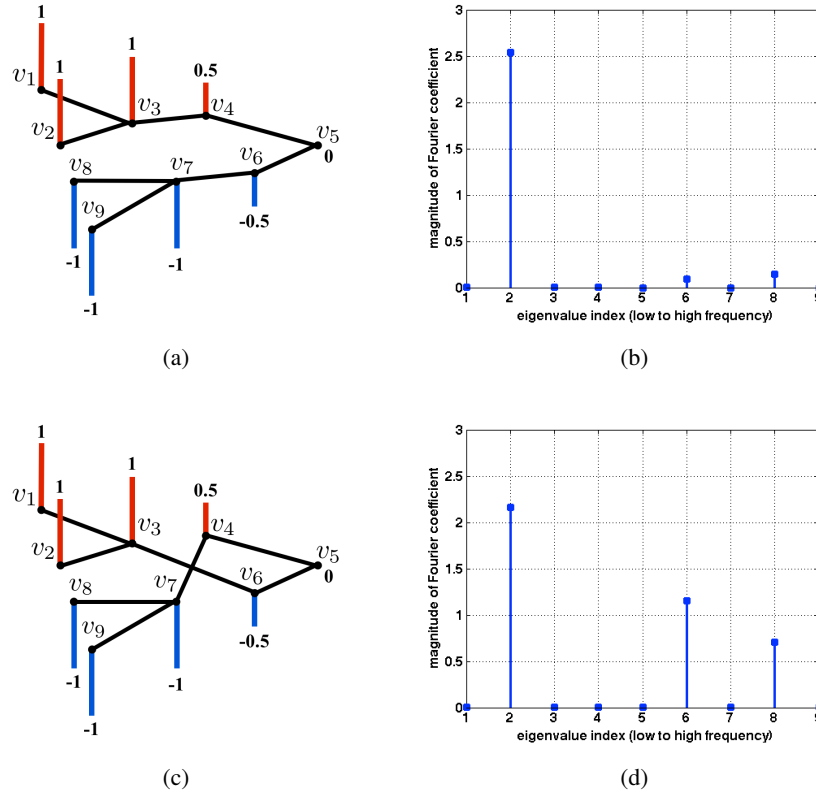 1
1
1
0.5
v1
v2
v3
v4
v5
0
v6
v7
v8
v9
-0.5
-1
-1
-1
(a)
3
2.5
2
1.5
1
0.5
0
magnitude of Fourier coefficient
1 2 3 4 5 6 7 8 9
eigenvalue index (low to high frequency)
(b)
1
1
1
0.5
v1
v2
v3
v4
v5
0
v6
v7
v8
v9
-0.5
-1
-1
-1
(c)
3
2.5
2
1.5
1
0.5
0
magnitude of Fourier coefficient
1 2 3 4 5 6 7 8 9
eigenvalue index (low to high frequency)
(d)